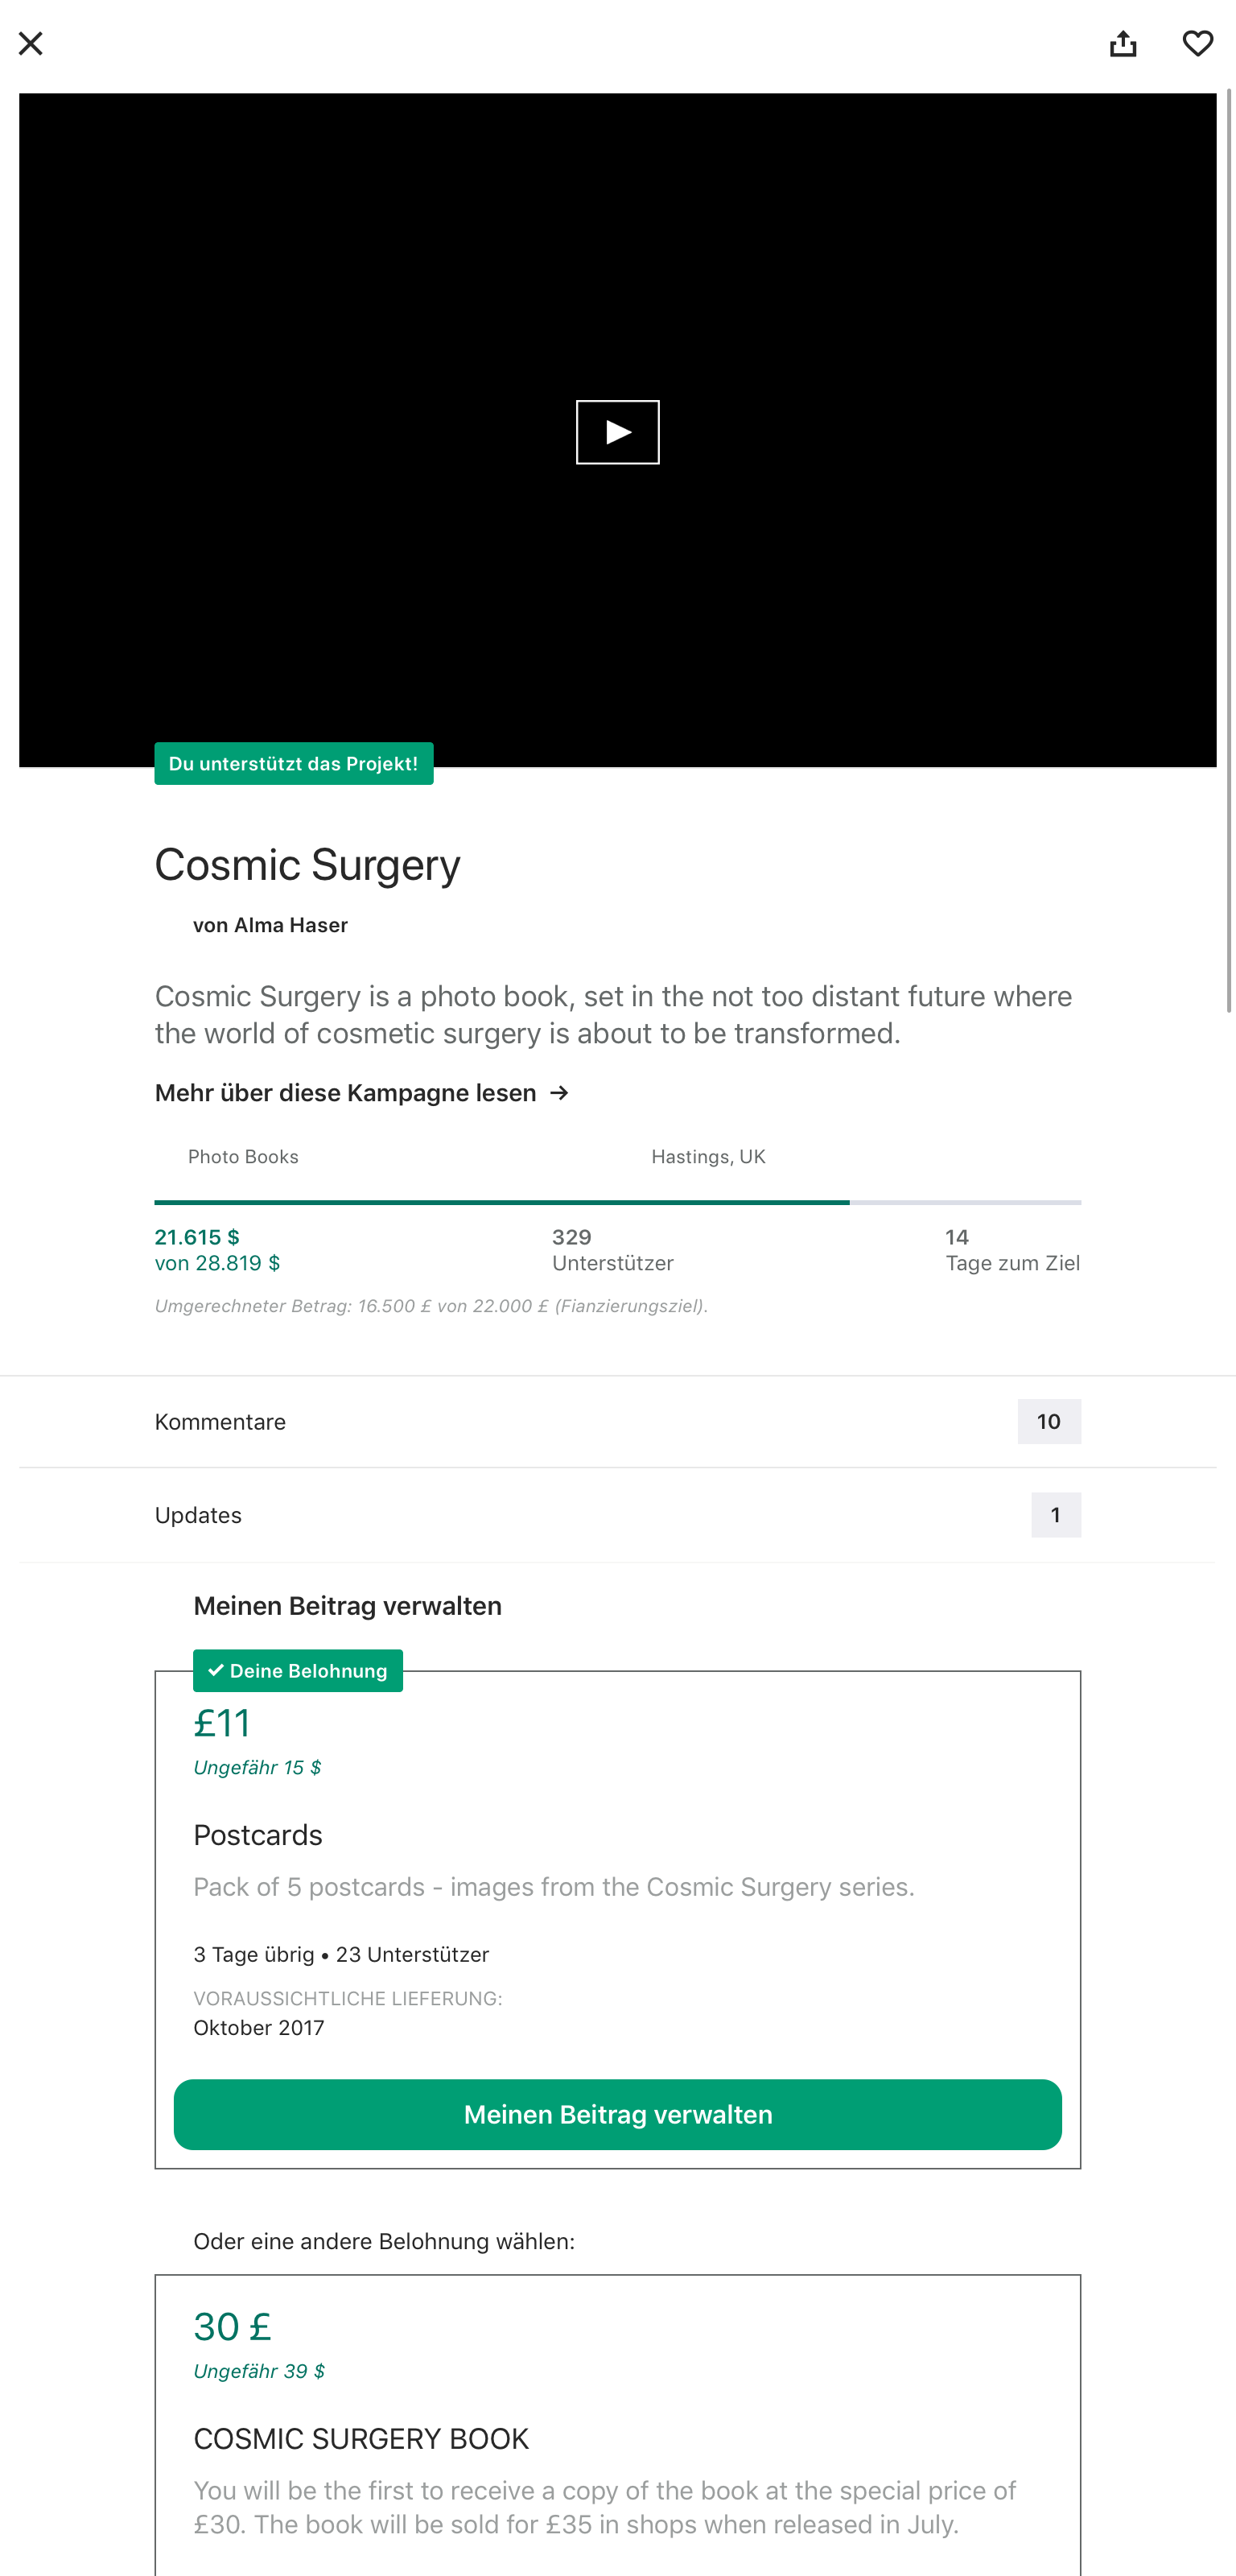 Du unterstützt das Projekt!
Cosmic Surgery
von Alma Haser
Cosmic Surgery is a photo book, set in the not too distant future where
the world of cosmetic surgery is about to be transformed.
Mehr über diese Kampagne lesen →
Photo Books
Hastings, UK
21.615 $
von 28.819 $
329
Unterstützer
14
Tage zum Ziel
Umgerechneter Betrag: 16.500 £ von 22.000 £ (Fianzierungsziel).
Kommentare
10
Updates
1
Meinen Beitrag verwalten
✓ Deine Belohnung
£11
Ungefähr 15 $
Postcards
Pack of 5 postcards - images from the Cosmic Surgery series.
3 Tage übrig • 23 Unterstützer
VORAUSSICHTLICHE LIEFERUNG:
Oktober 2017
Meinen Beitrag verwalten
Oder eine andere Belohnung wählen:
30 £
Ungefähr 39 $
COSMIC SURGERY BOOK
You will be the first to receive a copy of the book at the special price of
£30. The book will be sold for £35 in shops when released in July.